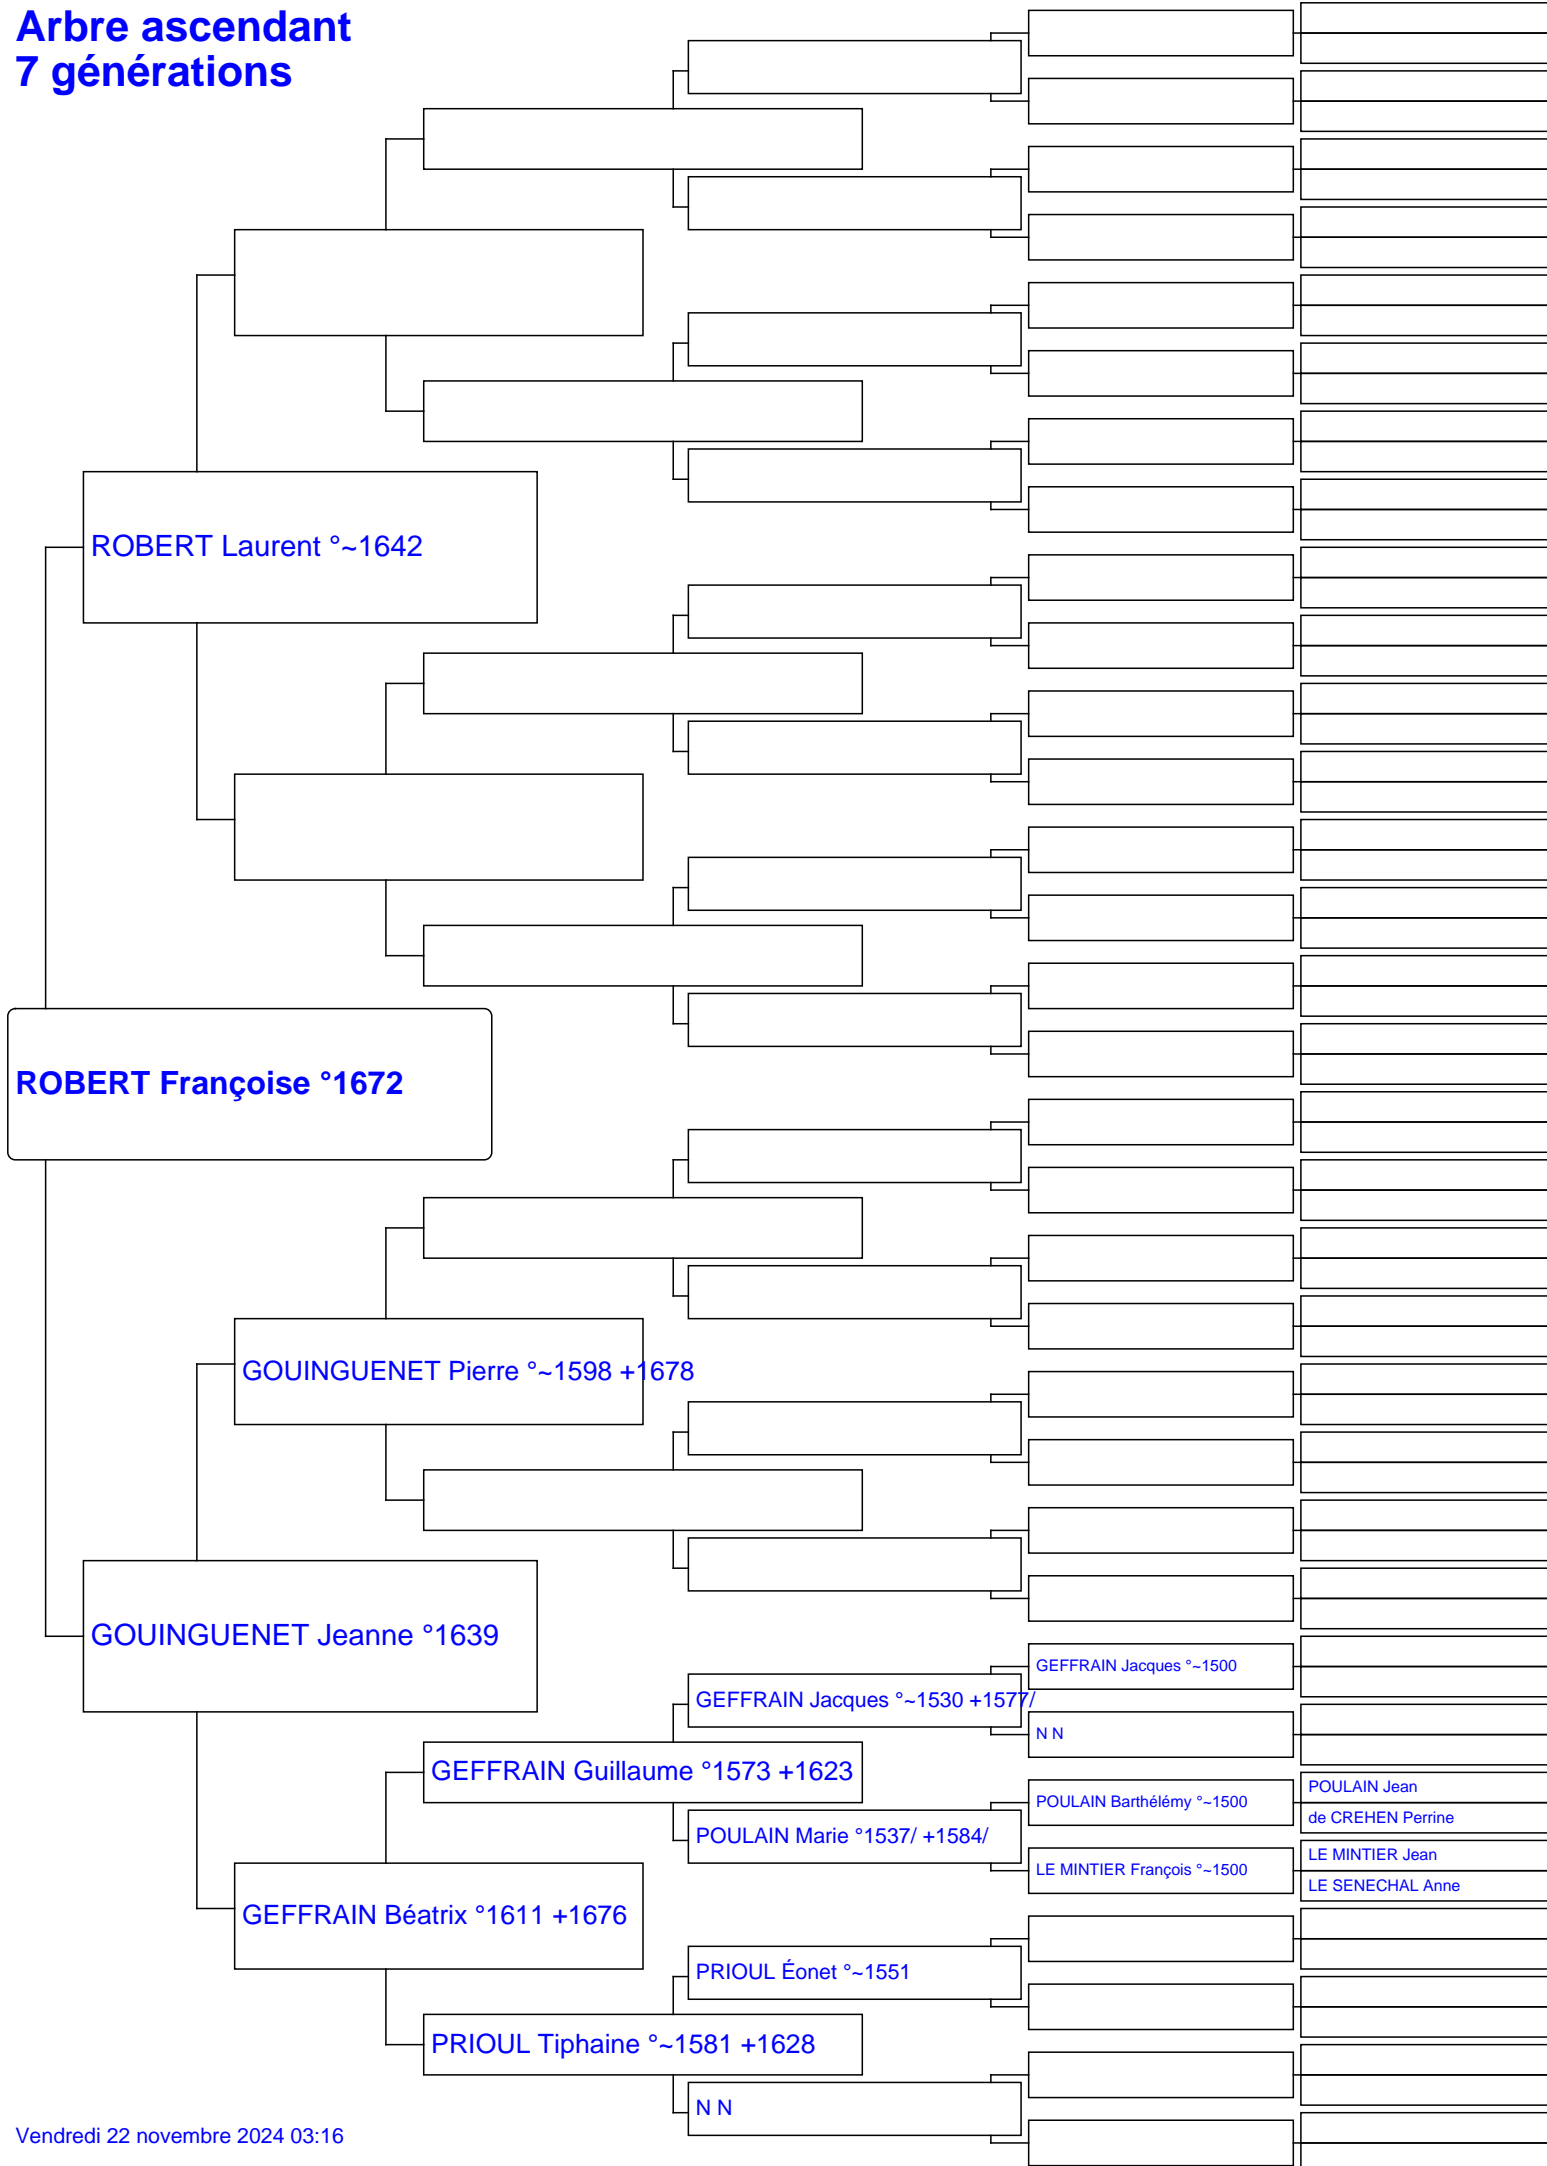 Arbre ascendant
7 générations
ROBERT Laurent °~1642
ROBERT Françoise °1672
GOUINGUENET Pierre °~1598 +1678
GOUINGUENET Jeanne °1639
GEFFRAIN Jacques °~1500
GEFFRAIN Jacques °~1530 +1577/
N N
GEFFRAIN Guillaume °1573 +1623
POULAIN Jean
POULAIN Barthélémy °~1500
de CREHEN Perrine
POULAIN Marie °1537/ +1584/
LE MINTIER Jean
LE MINTIER François °~1500
LE SENECHAL Anne
GEFFRAIN Béatrix °1611 +1676
PRIOUL Éonet °~1551
PRIOUL Tiphaine °~1581 +1628
N N
Vendredi 22 novembre 2024 03:16